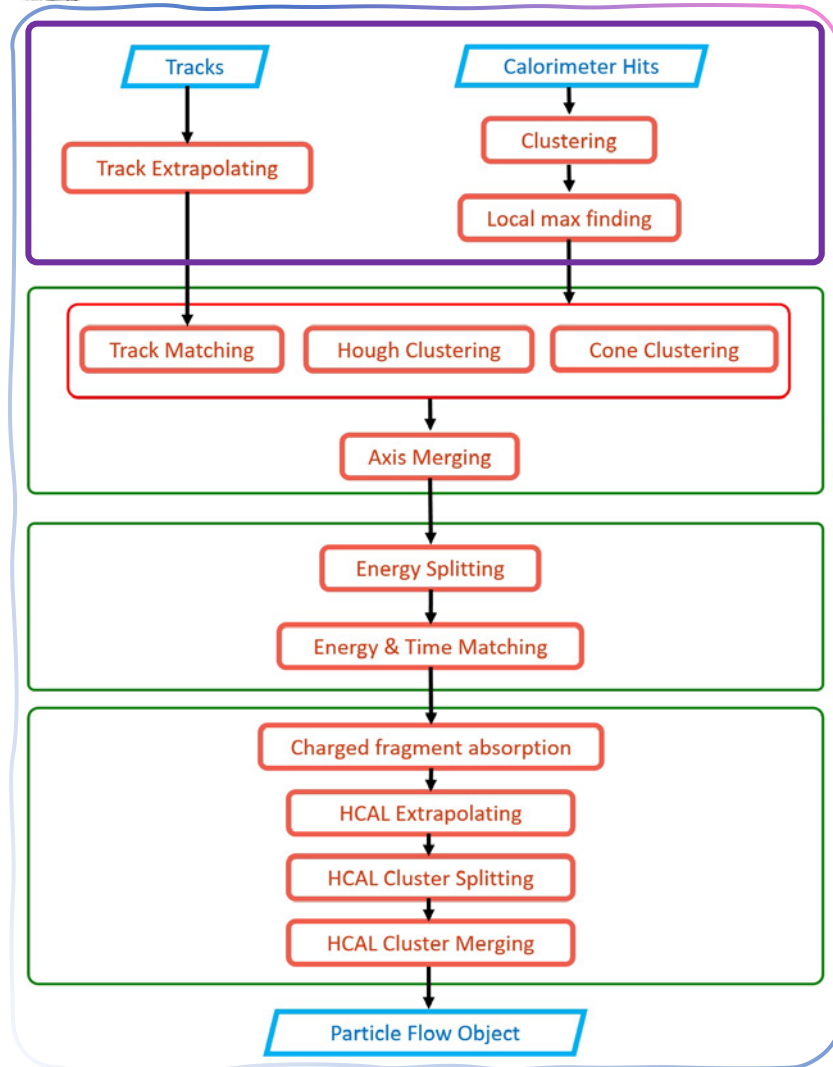 Tracks
Calorimeter Hits
Track Extrapolating
Clustering
Local max finding
Track Matching
Hough Clustering
Cone Clustering
Axis Merging
Energy Splitting
Energy & Time Matching
Charged fragment absorption
HCAL Extrapolating
HCAL Cluster Splitting
HCAL Cluster Merging
Particle Flow Object